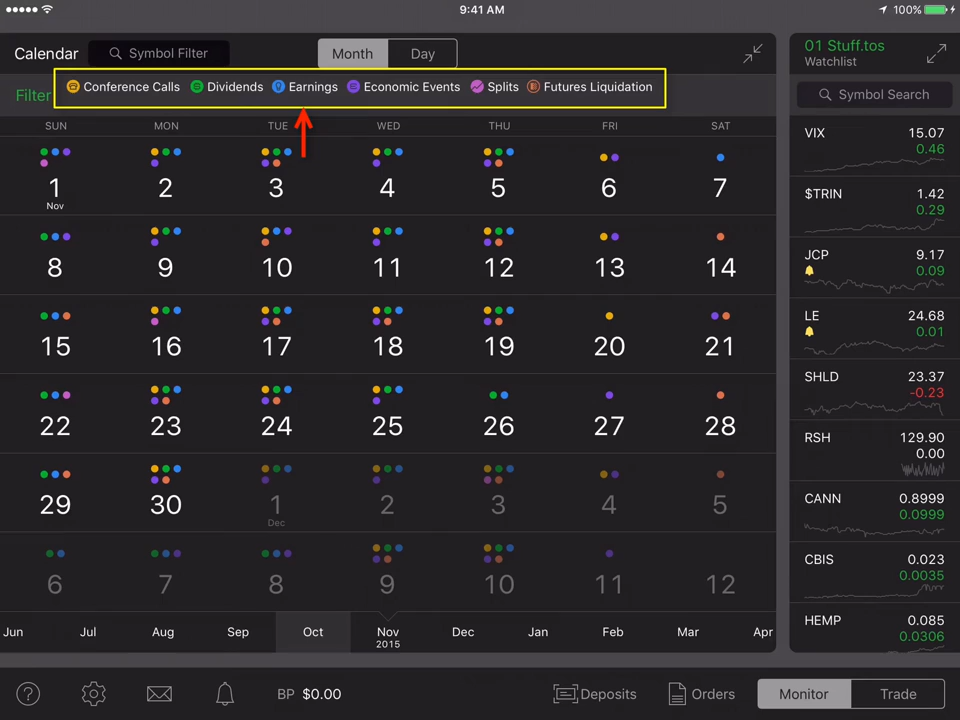 9:41 AM
100%
Calendar
Symbol Filter
Month
Day
01 Stuff.tos
Watchlist
Filter
Conference Calls
Dividends
Earnings
Economic Events
Splits
Futures Liquidation
Symbol Search
SUN MON TUE WED THU FRI SAT
1 2 3 4 5 6 7
Nov
8 9 10 11 12 13 14
15 16 17 18 19 20 21
22 23 24 25 26 27 28
29 30 1 2 3 4 5
Dec
6 7 8 9 10 11 12
Jun Jul Aug Sep Oct Nov Dec Jan Feb Mar Apr
2015
VIX 15.07
0.46
$TRIN 1.42
0.29
JCP 9.17
0.09
LE 24.68
0.01
SHLD 23.37
-0.23
RSH 129.90
0.00
CANN 0.8999
0.0999
CBIS 0.023
0.0035
HEMP 0.085
0.0306
? BP $0.00
Deposits
Orders
Monitor
Trade